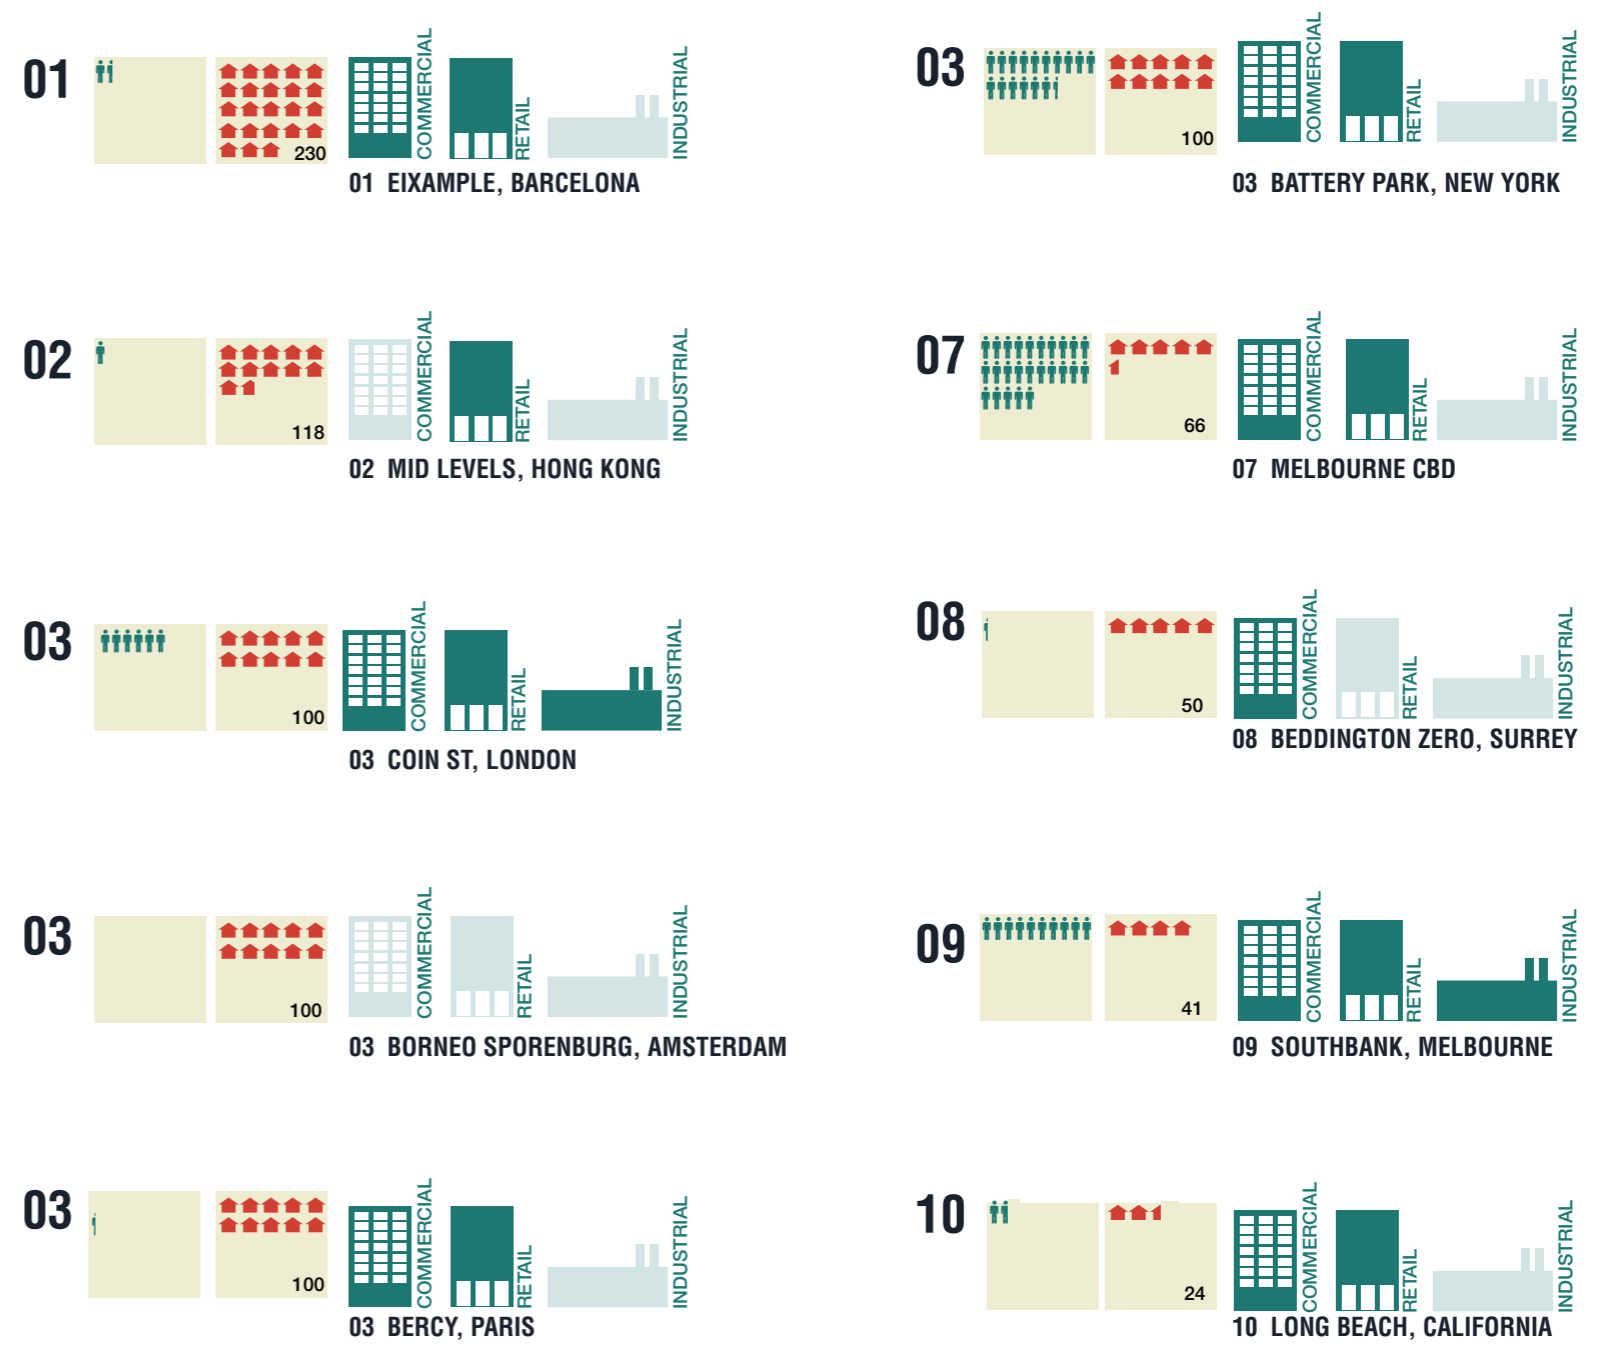 01
230
COMMERCIAL
RETAIL
INDUSTRIAL
01 EIXAMPLE, BARCELONA
02
118
COMMERCIAL
RETAIL
INDUSTRIAL
02 MID LEVELS, HONG KONG
03
100
COMMERCIAL
RETAIL
INDUSTRIAL
03 COIN ST, LONDON
03
100
COMMERCIAL
RETAIL
INDUSTRIAL
03 BORNEO SPORENBURG, AMSTERDAM
03
100
COMMERCIAL
RETAIL
INDUSTRIAL
03 BERCY, PARIS
03
100
COMMERCIAL
RETAIL
INDUSTRIAL
03 BATTERY PARK, NEW YORK
07
66
COMMERCIAL
RETAIL
INDUSTRIAL
07 MELBOURNE CBD
08
50
COMMERCIAL
RETAIL
INDUSTRIAL
08 BEDDINGTON ZERO, SURREY
09
41
COMMERCIAL
RETAIL
INDUSTRIAL
09 SOUTHBANK, MELBOURNE
10
24
COMMERCIAL
RETAIL
INDUSTRIAL
10 LONG BEACH, CALIFORNIA